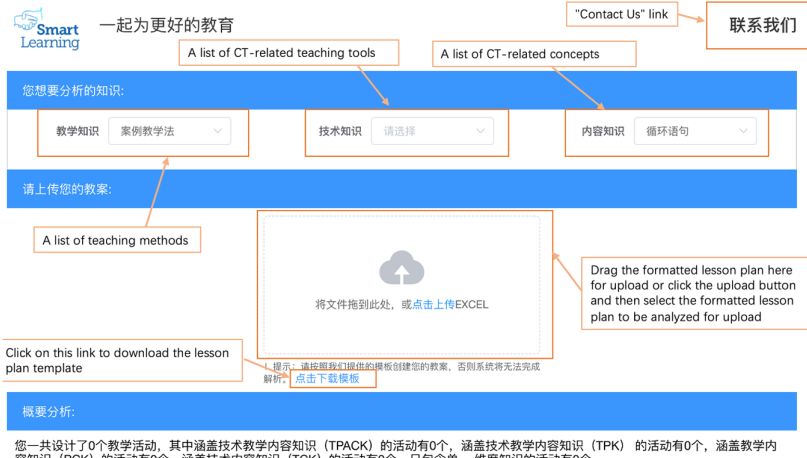 Smart
Learning
一起为更好的教育
"Contact Us" link
联系我们
A list of CT-related teaching tools
A list of CT-related concepts
您想要分析的知识:
教学知识 案例教学法
技术知识 请选择
内容知识 循环语句
请上传您的教案:
A list of teaching methods
将文件拖到此处，或点击上传EXCEL
Drag the formatted lesson plan here
for upload or click the upload button
and then select the formatted lesson
plan to be analyzed for upload
Click on this link to download the lesson
plan template
提示：请按照我们提供的模板创建您的教案，否则系统将无法完成
解析。 点击下载模板
概要分析:
您一共设计了0个教学活动，其中涵盖技术教学内容知识（TPACK）的活动有0个，涵盖技术教学内容知识（TPK） 的活动有0个，涵盖教学内